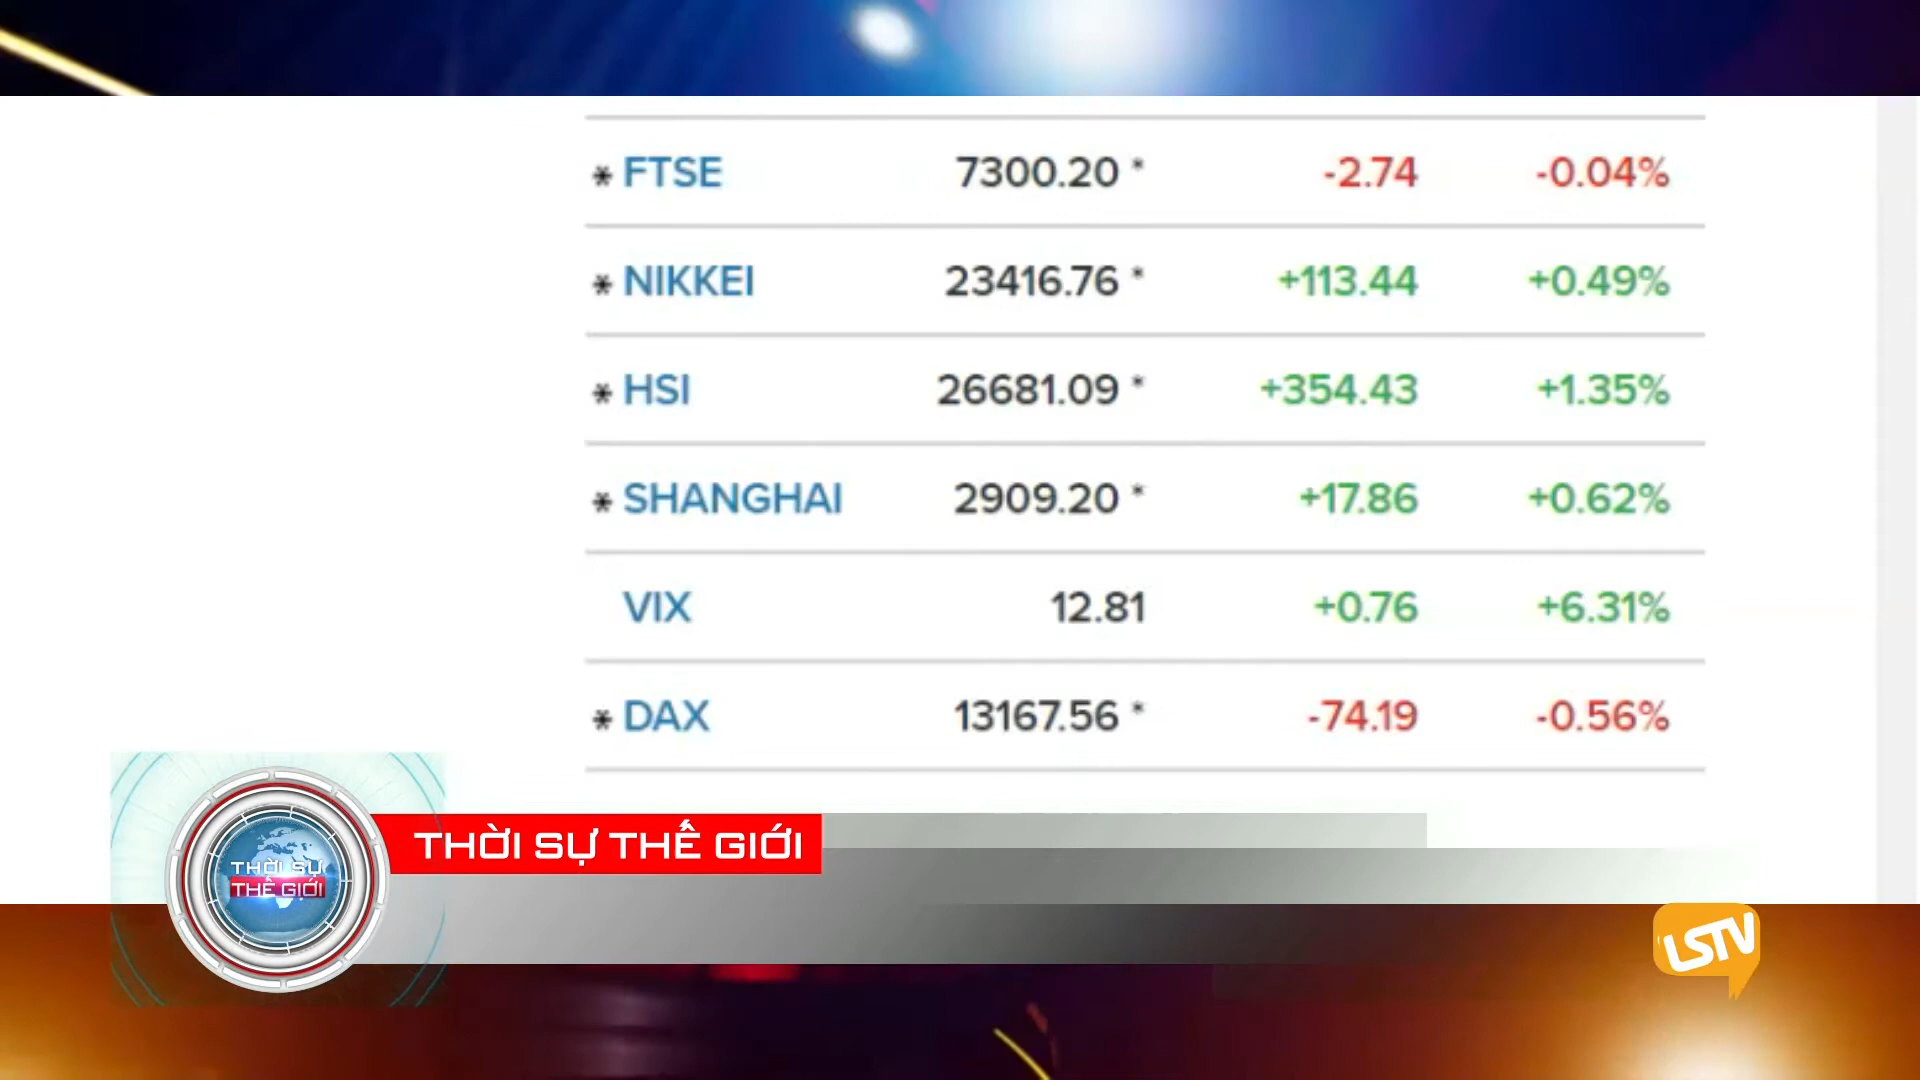 * FTSE 7300.20 * -2.74 -0.04%
* NIKKEI 23416.76 * +113.44 +0.49%
* HSI 26681.09 * +354.43 +1.35%
* SHANGHAI 2909.20 * +17.86 +0.62%
VIX 12.81 +0.76 +6.31%
* DAX 13167.56 * -74.19 -0.56%
THỜI SỰ THẾ GIỚI
THỜI SỰ
THẾ GIỚI
LSTV